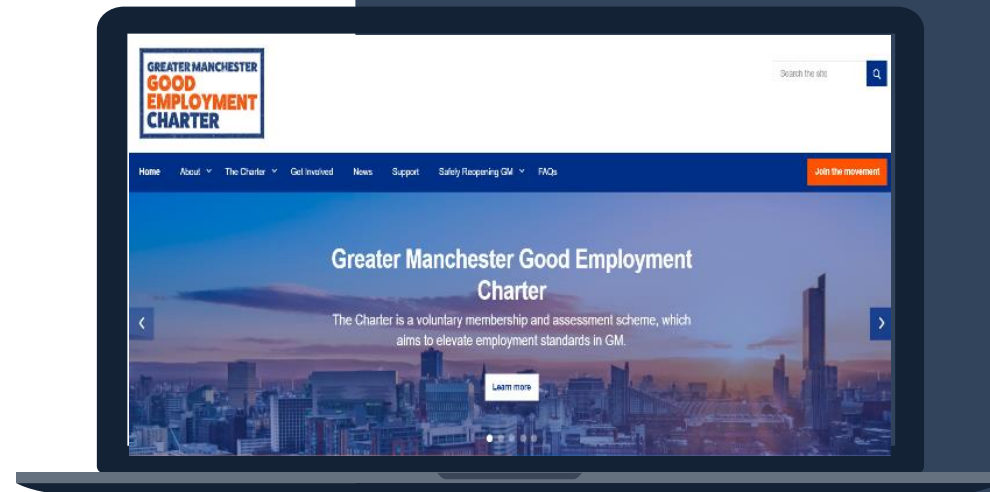 GREATER MANCHESTER
GOOD
EMPLOYMENT
CHARTER
Search the site
Home About The Charter Get Involved News Support Safely Reopening GM FAQs Join the movement
Greater Manchester Good Employment
Charter
The Charter is a voluntary membership and assessment scheme, which
aims to elevate employment standards in GM.
Learn more